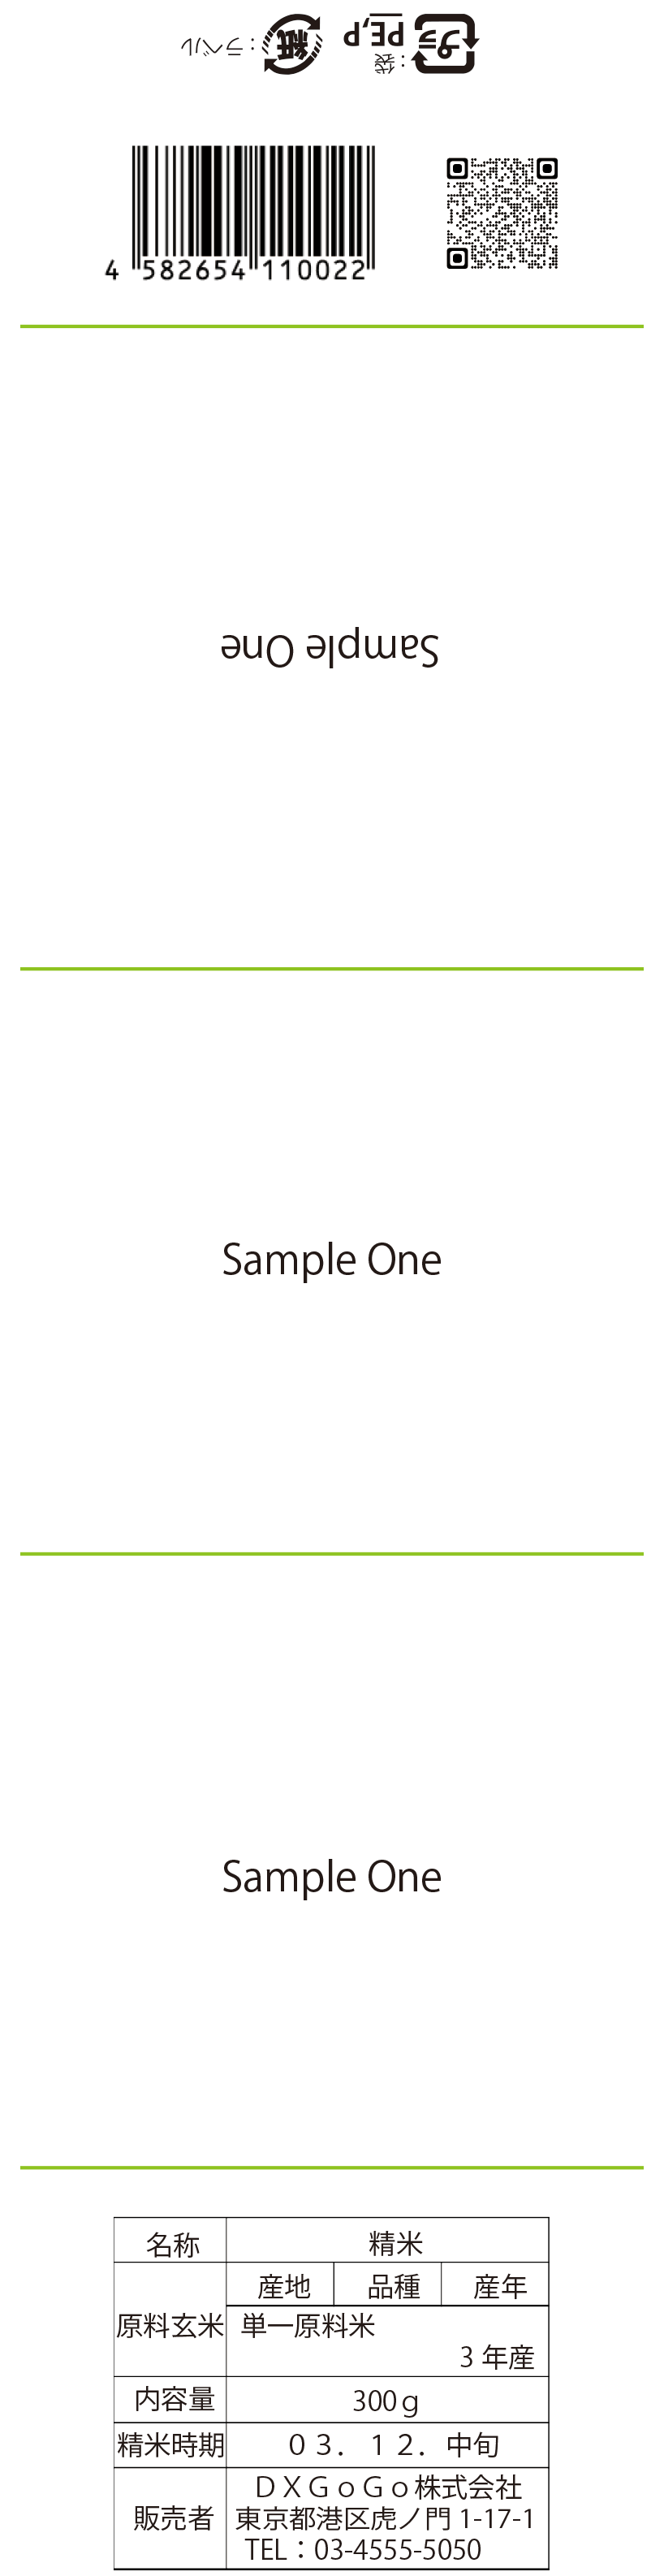 プラ
PE,P
：袋
紙
：ラベル
4 582654 110022
Sample One
Sample One
Sample One
名称 精米
原料玄米 産地 品種 産年
単一原料米
3 年産
内容量 300ｇ
精米時期 ０３．１２．中旬
販売者 ＤＸＧｏＧｏ株式会社
東京都港区虎ノ門 1-17-1
TEL：03-4555-5050